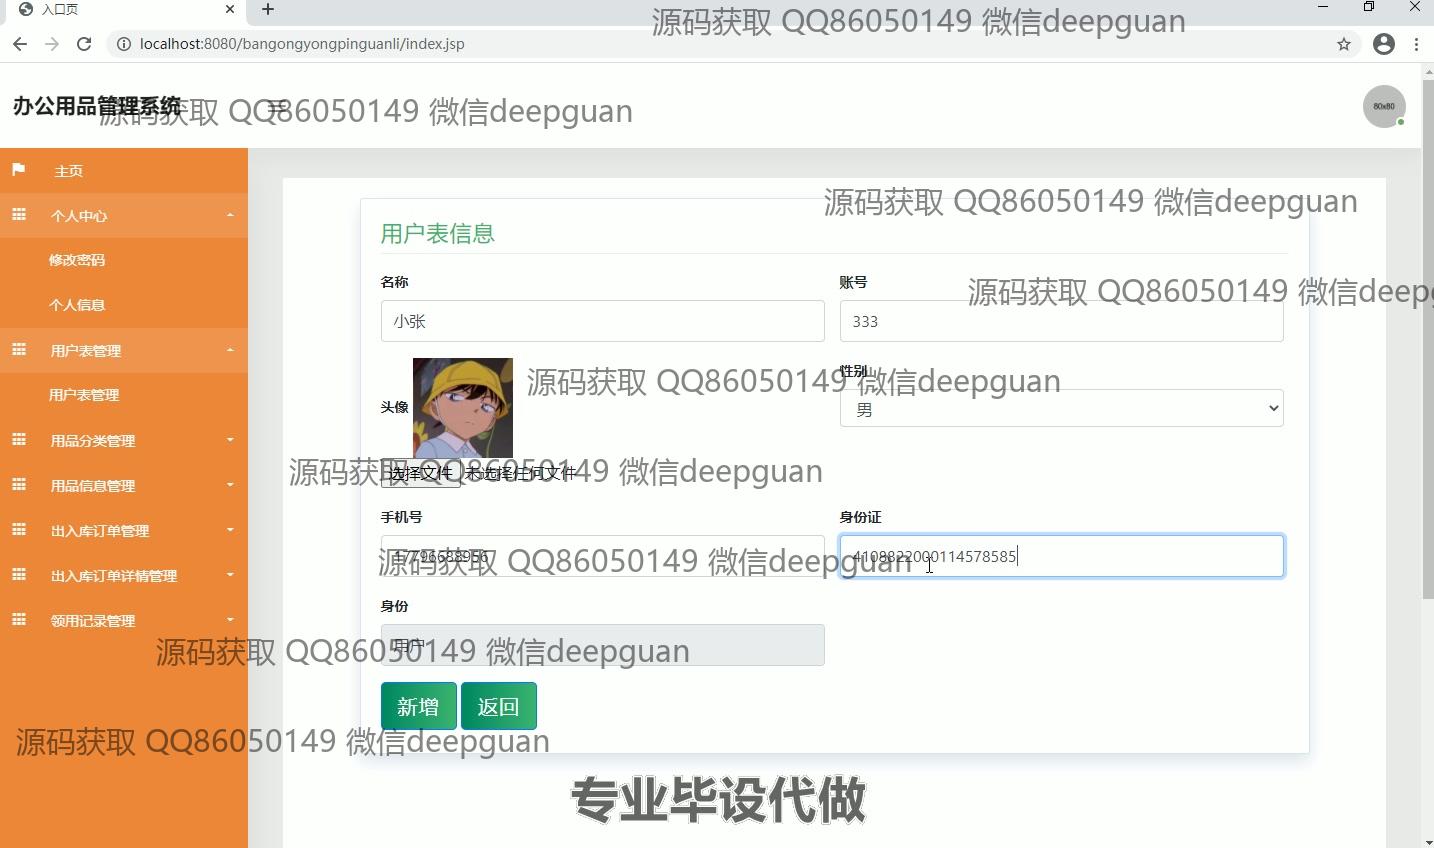 入口页
localhost:8080/bangongyongpinguanli/index.jsp
源码获取 QQ86050149 微信deepguan
办公用品管理系统
源码获取 QQ86050149 微信deepguan
80x80
主页
个人中心
修改密码
个人信息
用户表管理
用户表管理
用品分类管理
用品信息管理
出入库订单管理
出入库订单详情管理
领用记录管理
源码获取 QQ86050149 微信deepguan
用户表信息
名称
账号
源码获取 QQ86050149 微信deep
小张
333
头像
性别
源码获取 QQ86050149 微信deepguan
男
选择文件 未选择任何文件
源码获取 QQ86050149 微信deepguan
手机号
身份证
17796688956
4108822000114578585
源码获取 QQ86050149 微信deepguan
身份
用户
源码获取 QQ86050149 微信deepguan
新增
返回
源码获取 QQ86050149 微信deepguan
专业毕设代做